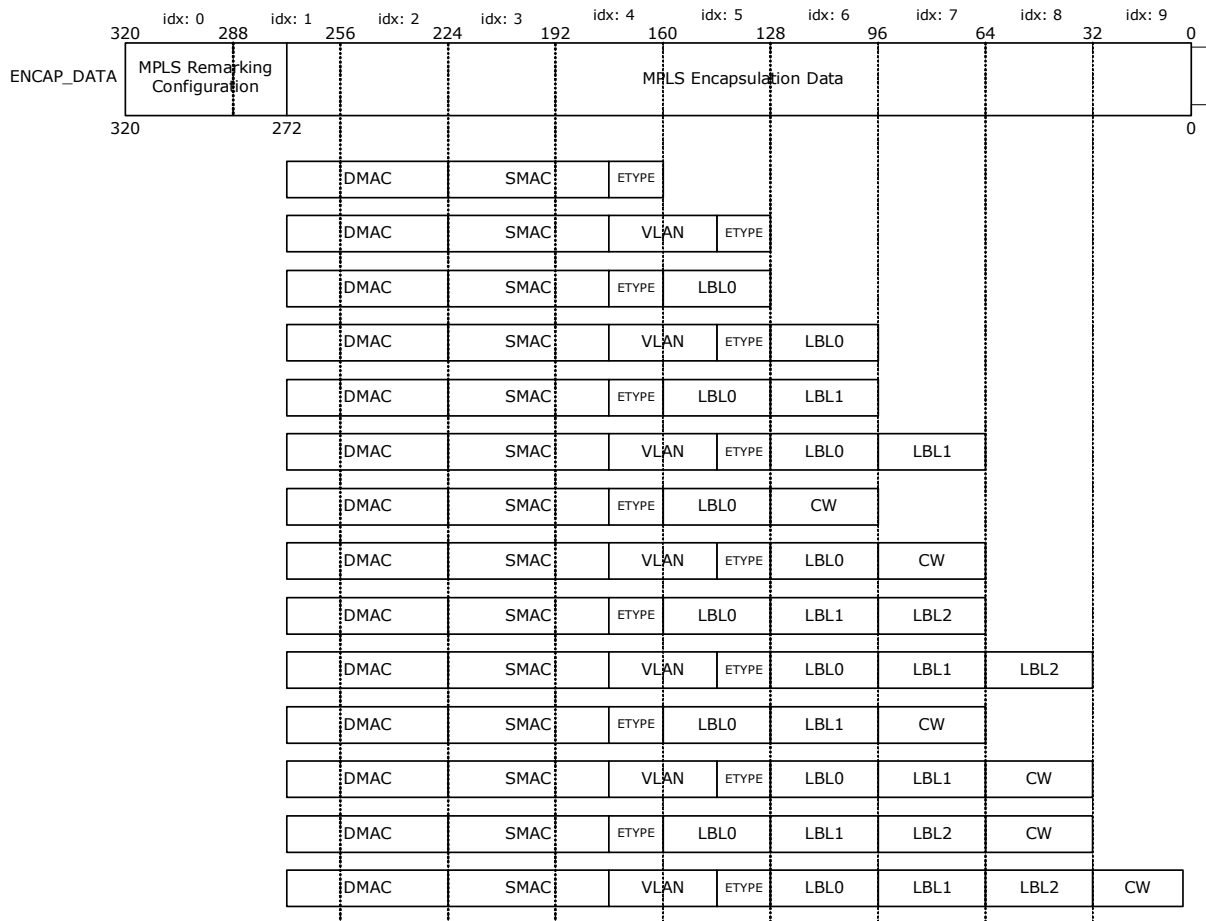 idx: 0 idx: 1 idx: 2 idx: 3 idx: 4 idx: 5 idx: 6 idx: 7 idx: 8 idx: 9
320 288 256 224 192 160 128 96 64 32 0
ENCAP_DATA MPLS Remarking MPLS Encapsulation Data
Configuration
320 272 0
DMAC SMAC ETYPE
DMAC SMAC VLAN ETYPE
DMAC SMAC ETYPE LBL0
DMAC SMAC VLAN ETYPE LBL0
DMAC SMAC ETYPE LBL0 LBL1
DMAC SMAC VLAN ETYPE LBL0 LBL1
DMAC SMAC ETYPE LBL0 CW
DMAC SMAC VLAN ETYPE LBL0 CW
DMAC SMAC ETYPE LBL0 LBL1 LBL2
DMAC SMAC VLAN ETYPE LBL0 LBL1 LBL2
DMAC SMAC ETYPE LBL0 LBL1 CW
DMAC SMAC VLAN ETYPE LBL0 LBL1 CW
DMAC SMAC ETYPE LBL0 LBL1 LBL2 CW
DMAC SMAC VLAN ETYPE LBL0 LBL1 LBL2 CW